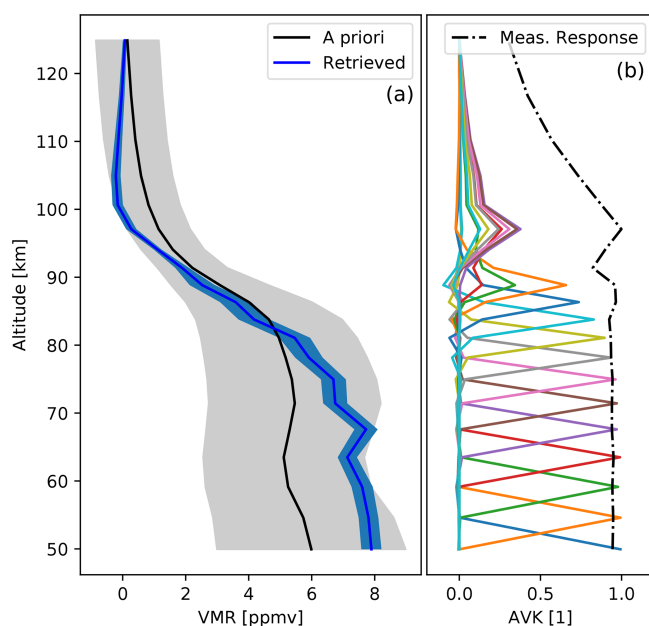 A priori
Retrieved
(a)
Meas. Response
(b)
120
110
100
90
80
70
60
50
Altitude [km]
0 2 4 6 8
VMR [ppmv]
0.0 0.5 1.0
AVK [1]